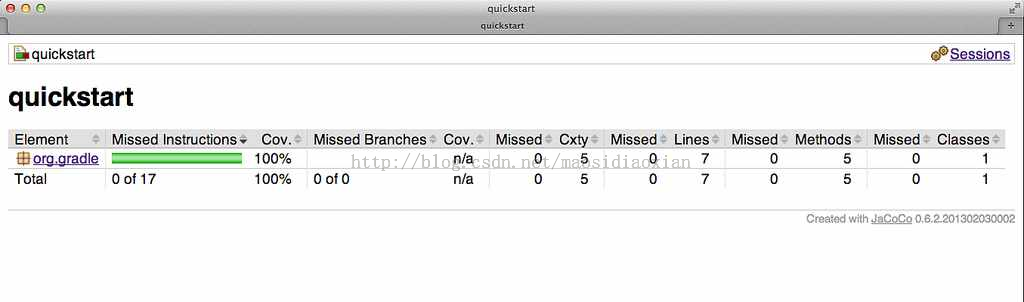 quickstart
quickstart
quickstart Sessions
quickstart
Element Missed Instructions Cov. Missed Branches Cov. Missed Cxty Missed Lines Missed Methods Missed Classes
org.gradle 100% n/a 0 5 0 7 0 5 0 1
http://blog.csdn.net/maosidiaoxian
Total 0 of 17 100% 0 of 0 n/a 0 5 0 7 0 5 0 1
Created with JaCoCo 0.6.2.201302030002